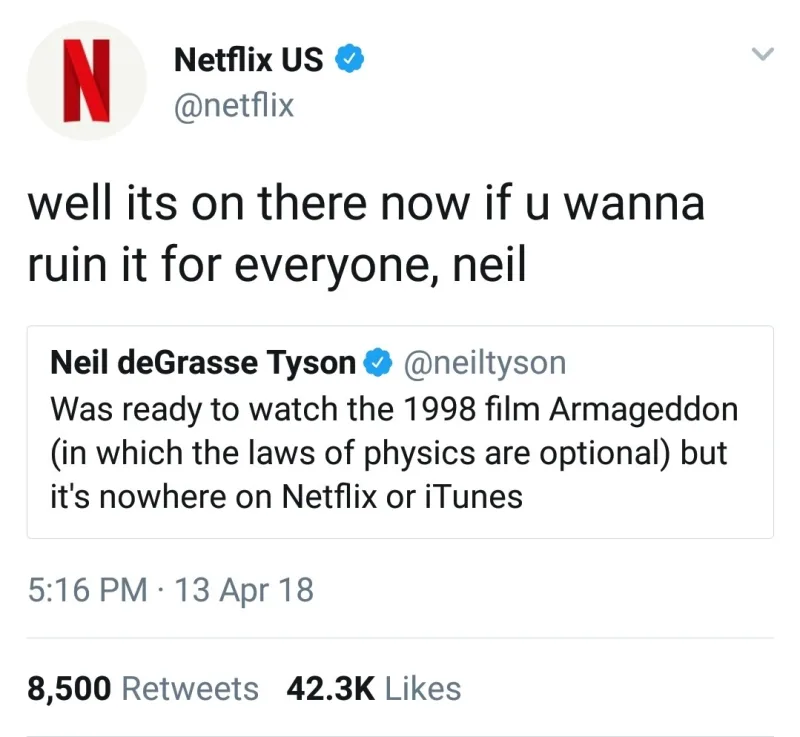 N
Netflix US
@netflix
well its on there now if u wanna
ruin it for everyone, neil
Neil deGrasse Tyson @neiltyson
Was ready to watch the 1998 film Armageddon
(in which the laws of physics are optional) but
it's nowhere on Netflix or iTunes
5:16 PM · 13 Apr 18
8,500 Retweets 42.3K Likes